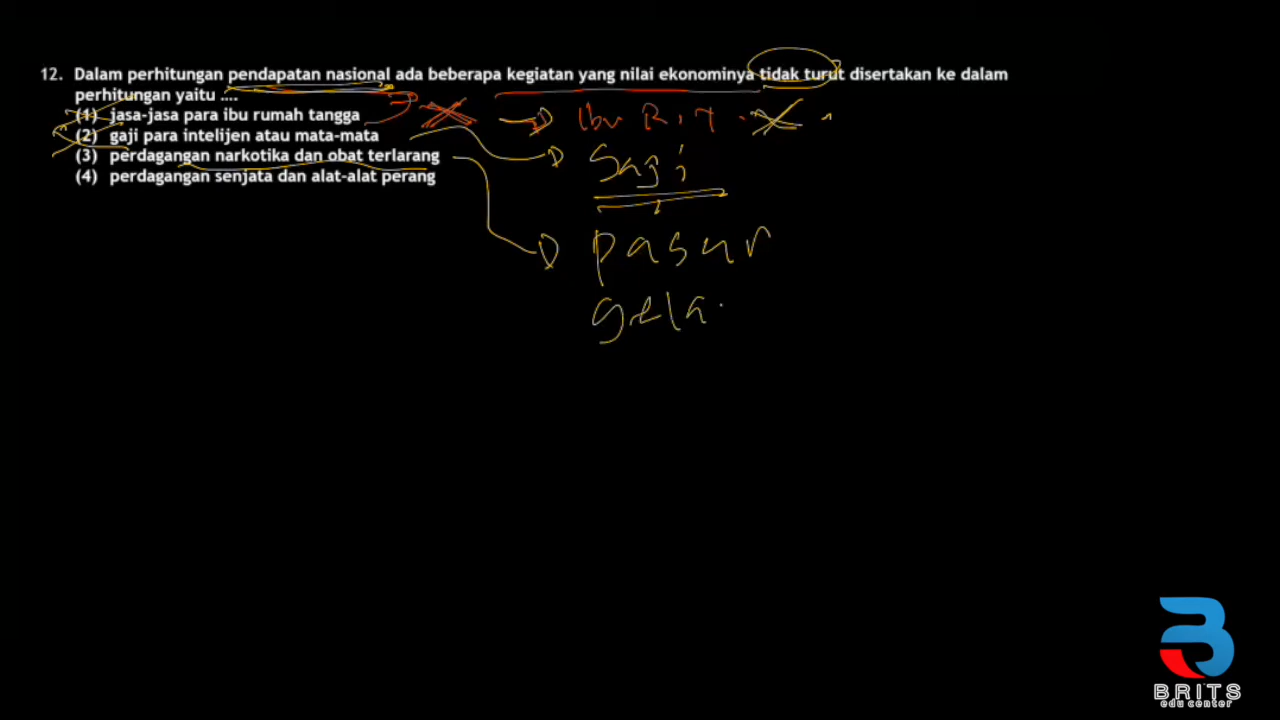 12. Dalam perhitungan pendapatan nasional ada beberapa kegiatan yang nilai ekonominya tidak turut disertakan ke dalam
perhitungan yaitu ....
(1) jasa-jasa para ibu rumah tangga
(2) gaji para intelijen atau mata-mata
(3) perdagangan narkotika dan obat terlarang
(4) perdagangan senjata dan alat-alat perang
Ibu R.T.
Gaji
pasar
gela
BRITS
edu center